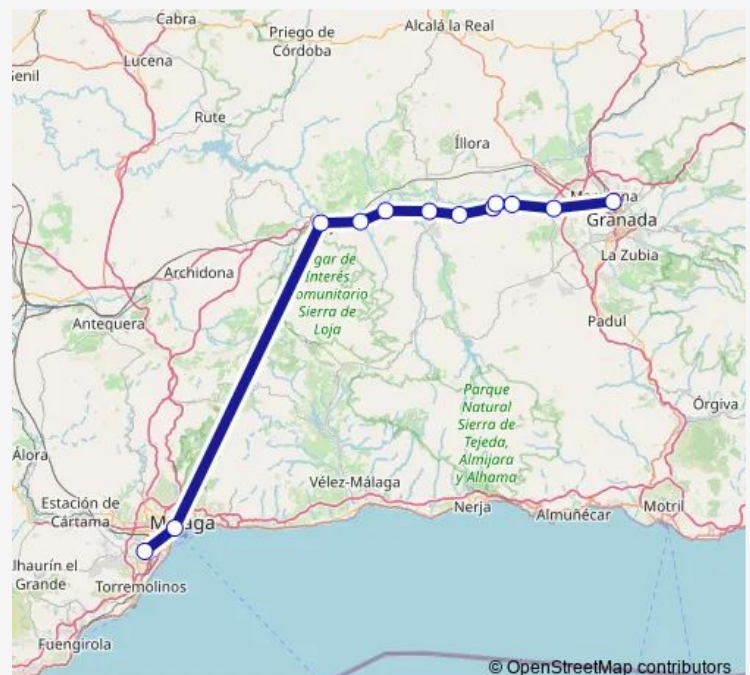 Cabra
Priego de
Córdoba
Alcalá la Real
Lucena
enil
Rute
Íllora
Granada
La Zubia
gar de
Interés
omunitario
Sierra de
Loja
Archidona
Antequera
Padul
Parque
Natural
Sierra de
Tejeda,
Almijara
y Alhama
Órgiva
Álora
Vélez-Málaga
Estación de
Cártama
Nerja
Almuñécar
Motril
lhaurín el
Grande
Torremolinos
Fuengirola
© OpenStreetMap contributors